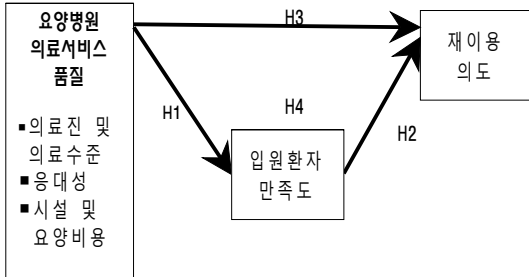 요양병원
의료서비스
품질
▪의료진 및
의료수준
■응대성
■시설 및
요양비용
H3
재이용
의도
H1
H4
H2
입원환자
만족도